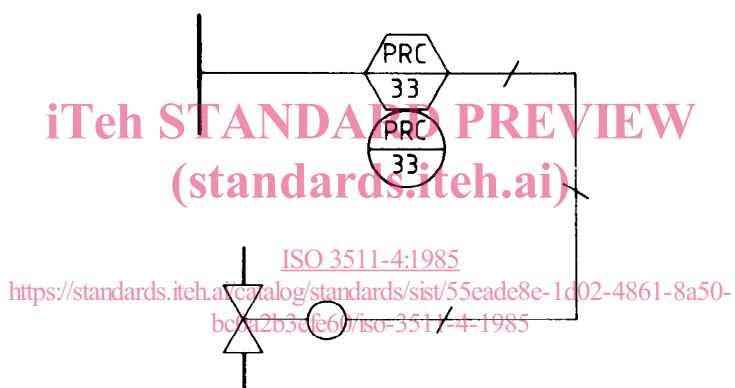 PRC
33
iTeh STANDARD PREVIEW
PRC
33
(standards.iteh.ai)
ISO 3511-4:1985
https://standards.iteh.ai/catalog/standards/sist/55eade8e-1d02-4861-8a50-
bc6a2b3efe60/iso-3511-4-1985